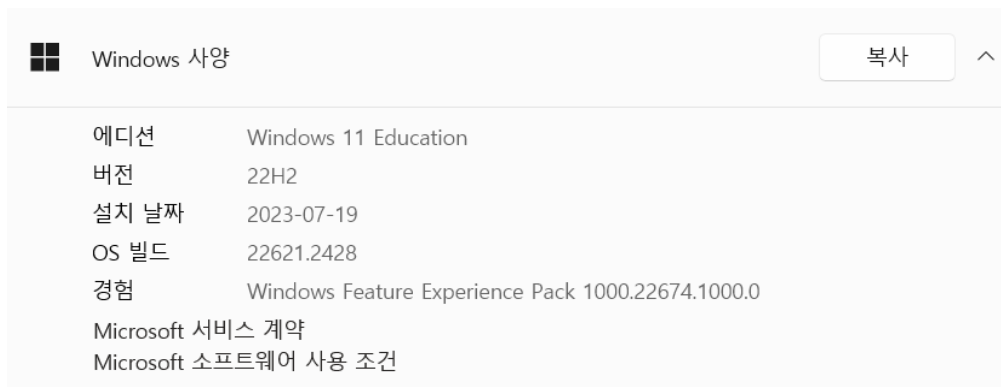 Windows 사양 복사
에디션 Windows 11 Education
버전 22H2
설치 날짜 2023-07-19
OS 빌드 22621.2428
경험 Windows Feature Experience Pack 1000.22674.1000.0
Microsoft 서비스 계약
Microsoft 소프트웨어 사용 조건